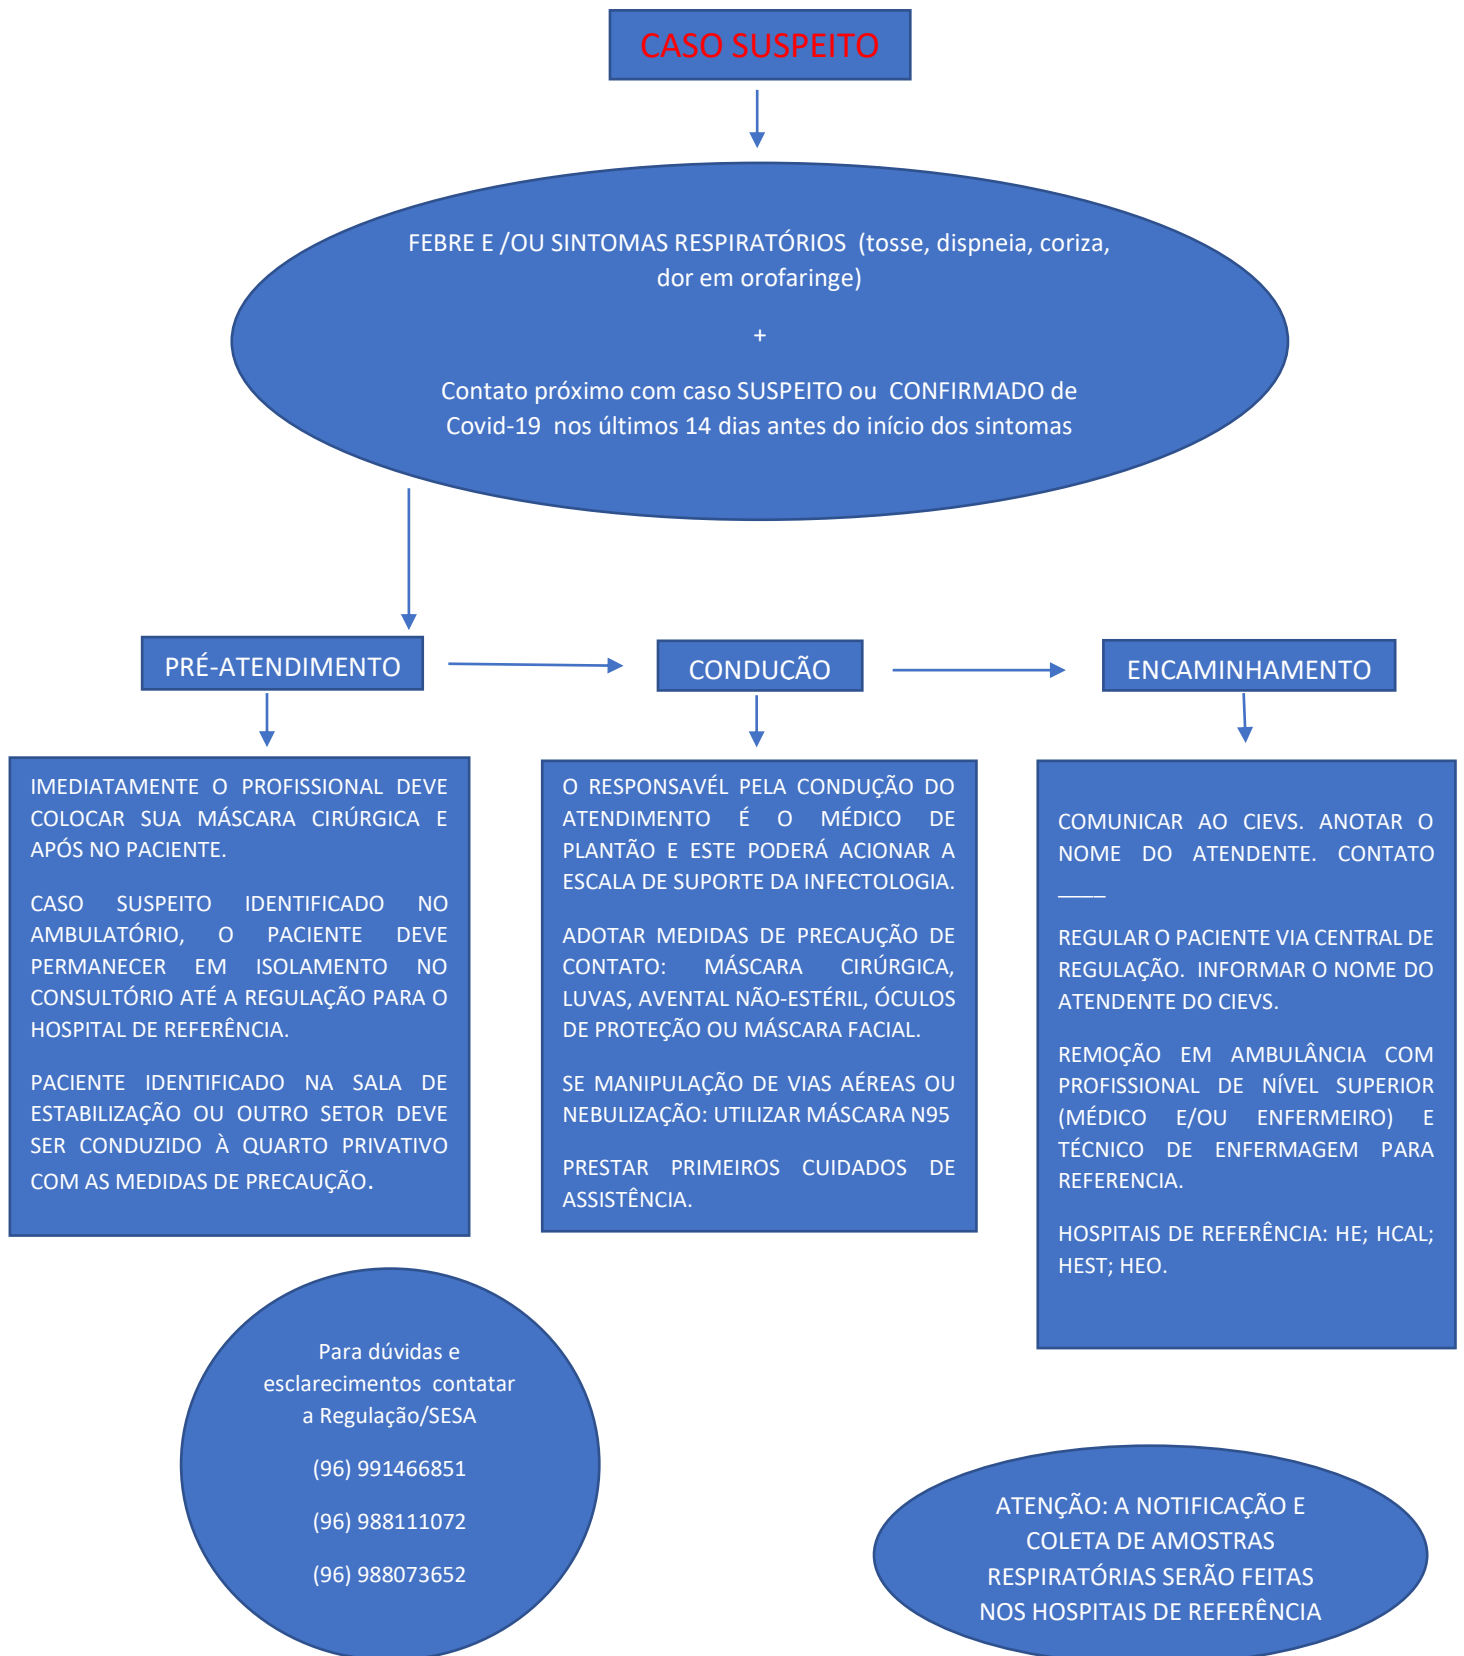 CASO SUSPEITO
FEBRE E /OU SINTOMAS RESPIRATÓRIOS (tosse, dispneia, coriza,
dor em orofaringe)
+
Contato próximo com caso SUSPEITO ou CONFIRMADO de
Covid-19 nos últimos 14 dias antes do início dos sintomas
PRÉ-ATENDIMENTO
CONDUCÃO
ENCAMINHAMENTO
IMEDIATAMENTE O PROFISSIONAL DEVE
COLOCAR SUA MÁSCARA CIRÚRGICA E
APÓS NO PACIENTE.
CASO SUSPEITO IDENTIFICADO NO
AMBULATÓRIO, O PACIENTE DEVE
PERMANECER EM ISOLAMENTO NO
CONSULTÓRIO ATÉ A REGULAÇÃO PARA O
HOSPITAL DE REFERÊNCIA.
PACIENTE IDENTIFICADO NA SALA DE
ESTABILIZAÇÃO OU OUTRO SETOR DEVE
SER CONDUZIDO À QUARTO PRIVATIVO
COM AS MEDIDAS DE PRECAUÇÃO.
O RESPONSAVÉL PELA CONDUÇÃO DO
ATENDIMENTO É O MÉDICO DE
PLANTÃO E ESTE PODERÁ ACIONAR A
ESCALA DE SUPORTE DA INFECTOLOGIA.
ADOTAR MEDIDAS DE PRECAUÇÃO DE
CONTATO: MÁSCARA CIRÚRGICA,
LUVAS, AVENTAL NÃO-ESTÉRIL, ÓCULOS
DE PROTEÇÃO OU MÁSCARA FACIAL.
SE MANIPULAÇÃO DE VIAS AÉREAS OU
NEBULIZAÇÃO: UTILIZAR MÁSCARA N95
PRESTAR PRIMEIROS CUIDADOS DE
ASSISTÊNCIA.
COMUNICAR AO CIEVS. ANOTAR O
NOME DO ATENDENTE. CONTATO
____
REGULAR O PACIENTE VIA CENTRAL DE
REGULAÇÃO. INFORMAR O NOME DO
ATENDENTE DO CIEVS.
REMOÇÃO EM AMBULÂNCIA COM
PROFISSIONAL DE NÍVEL SUPERIOR
(MÉDICO E/OU ENFERMEIRO) E
TÉCNICO DE ENFERMAGEM PARA
REFERENCIA.
HOSPITAIS DE REFERÊNCIA: HE; HCAL;
HEST; HEO.
Para dúvidas e
esclarecimentos contatar
a Regulação/SESA
(96) 991466851
(96) 988111072
(96) 988073652
ATENÇÃO: A NOTIFICAÇÃO E
COLETA DE AMOSTRAS
RESPIRATÓRIAS SERÃO FEITAS
NOS HOSPITAIS DE REFERÊNCIA